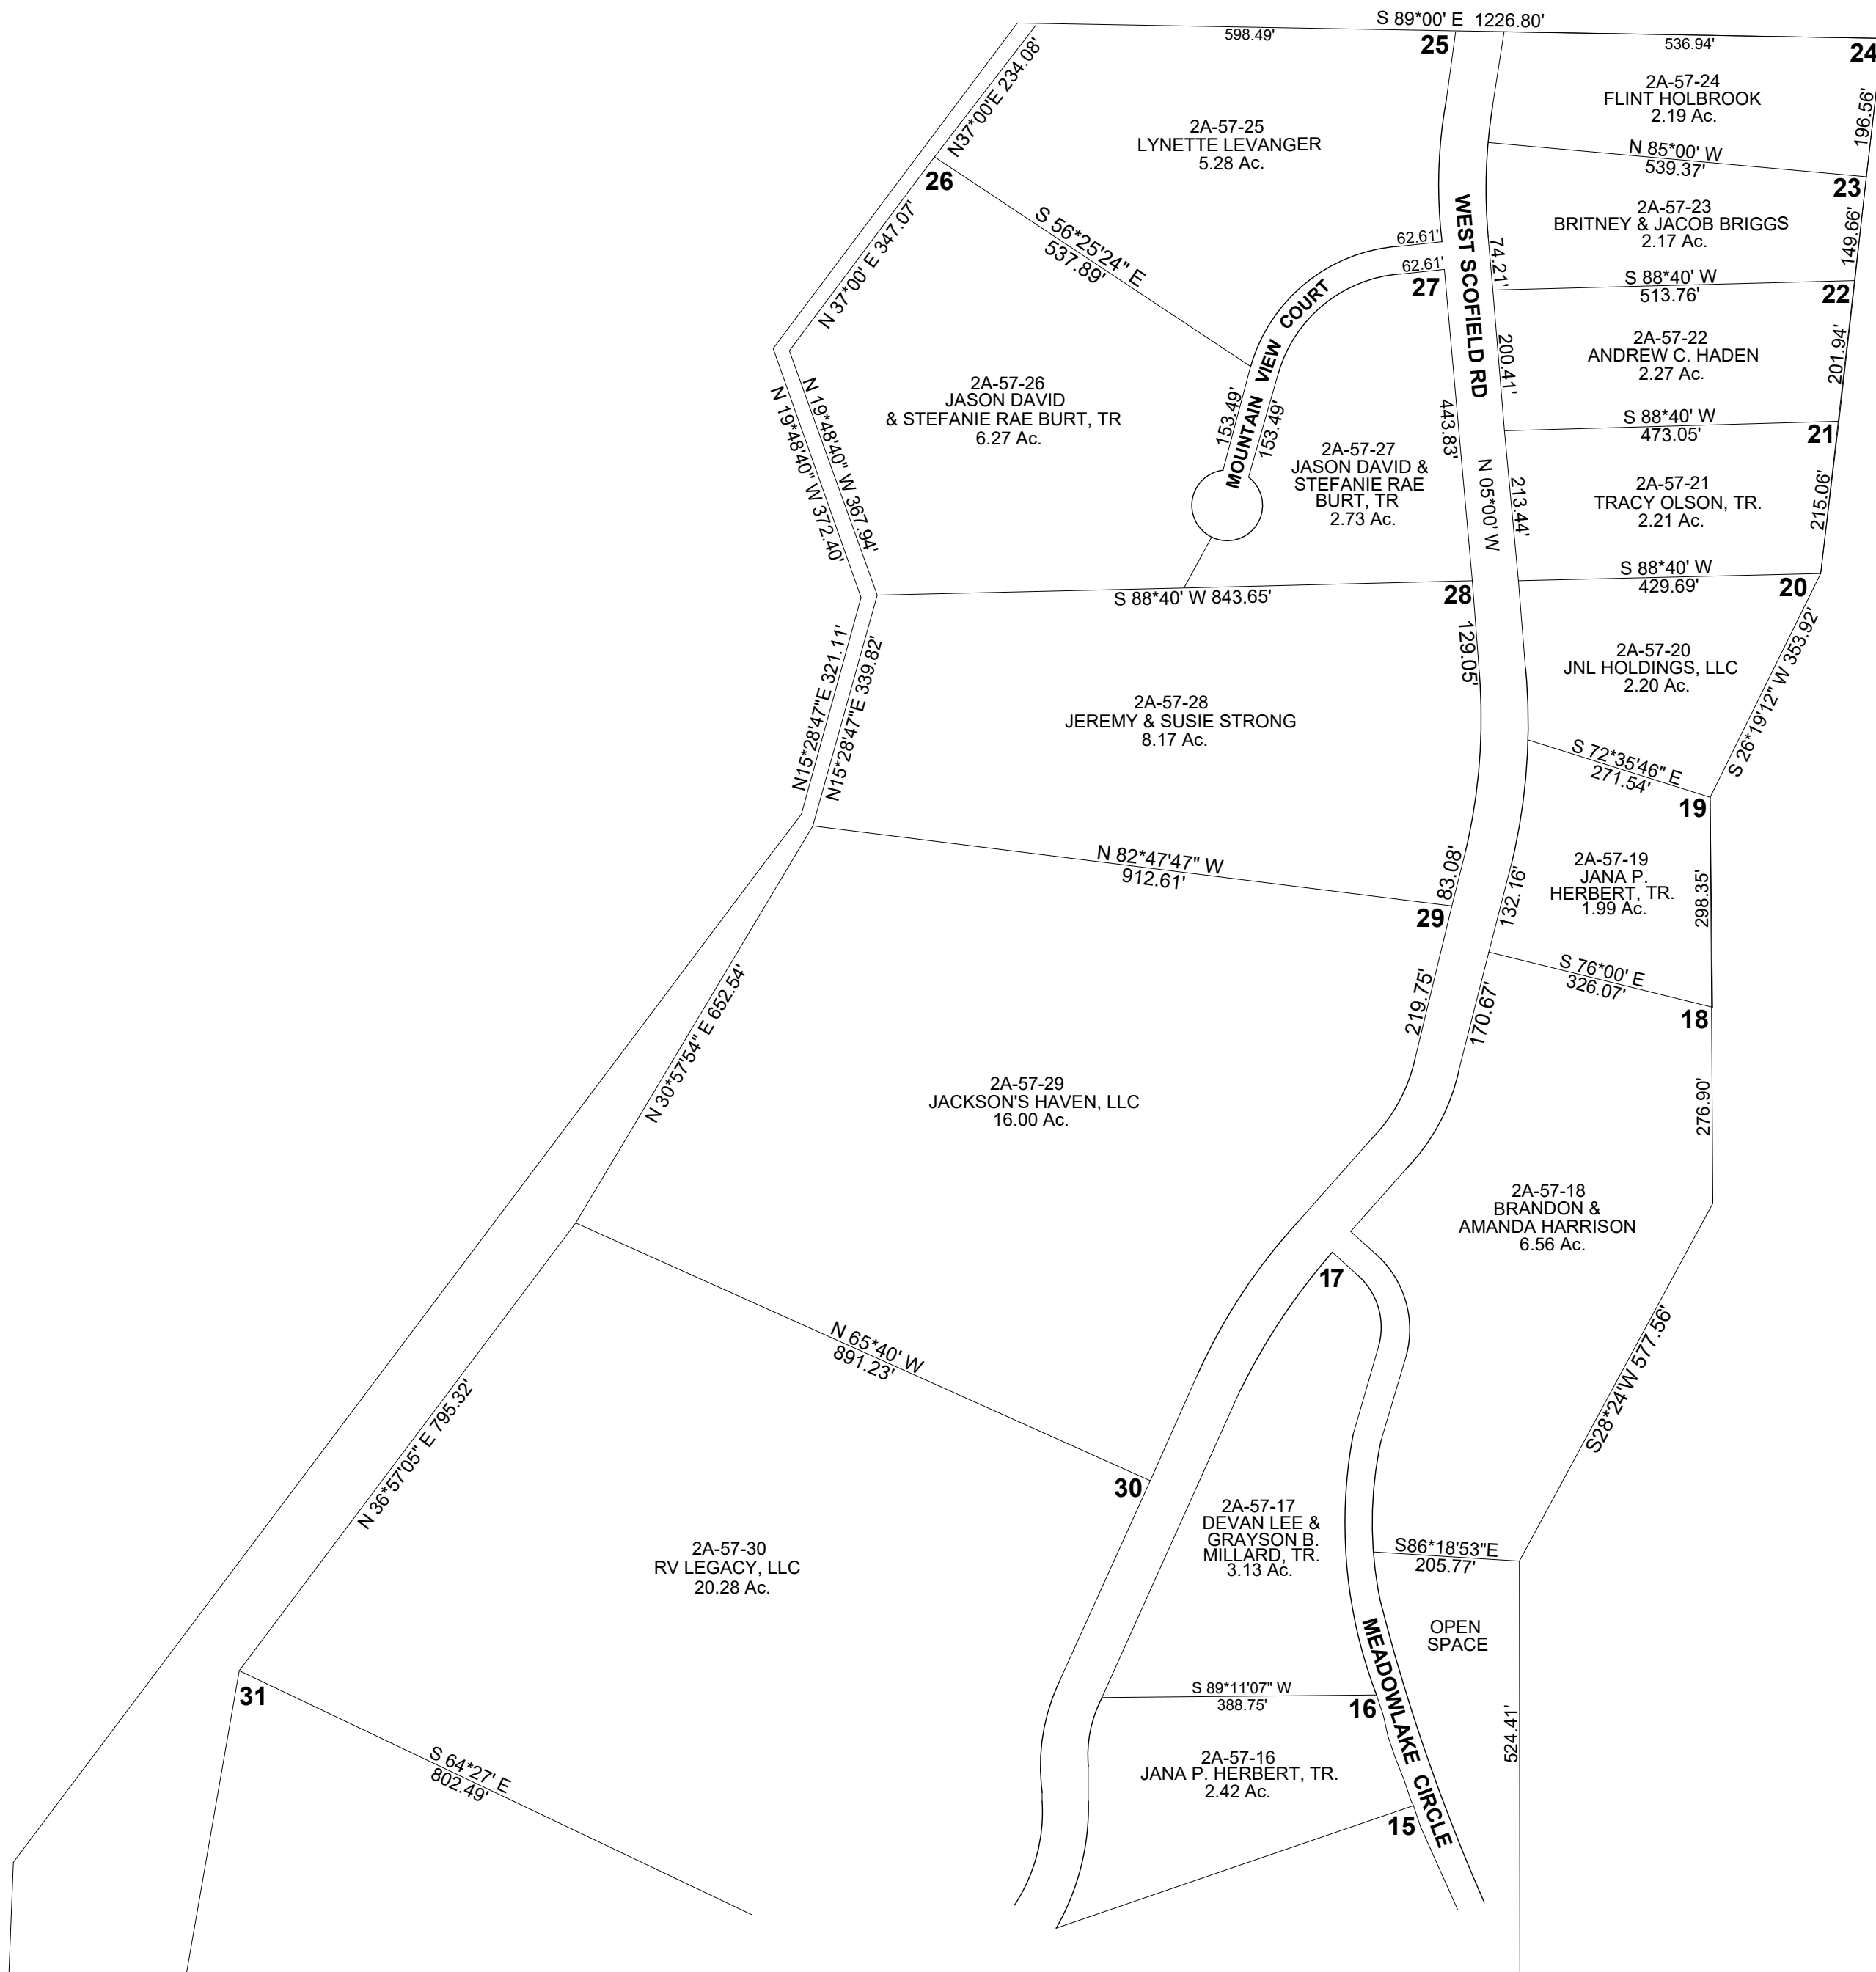 S 89*00' E 1226.80'
598.49'
25
536.94'
24
N37*00'E 234.08'
2A-57-24
FLINT HOLBROOK
2.19 Ac.
196.56'
2A-57-25
LYNETTE LEVANGER
5.28 Ac.
N 85*00' W
539.37'
26
23
N 37*00' E 347.07'
S 56*25'24" E
537.89'
62.61'
62.61'
27
WEST SCOFIELD RD
74.21'
2A-57-23
BRITNEY & JACOB BRIGGS
2.17 Ac.
149.66'
S 88*40' W
513.76'
22
MOUNTAIN VIEW COURT
153.49'
153.49'
200.41'
2A-57-22
ANDREW C. HADEN
2.27 Ac.
201.94'
N 19*48'40" W 372.40'
N 19*48'40" W 367.94'
2A-57-26
JASON DAVID
& STEFANIE RAE BURT, TR
6.27 Ac.
443.83'
S 88*40' W
473.05'
21
2A-57-27
JASON DAVID &
STEFANIE RAE
BURT, TR
2.73 Ac.
N 05*00' W
213.44'
2A-57-21
TRACY OLSON, TR.
2.21 Ac.
215.06'
S 88*40' W 843.65'
28
S 88*40' W
429.69'
20
N15*28'47"E 321.11'
N15*28'47"E 339.82'
129.05'
2A-57-20
JNL HOLDINGS, LLC
2.20 Ac.
S 26*19'12" W 353.92'
2A-57-28
JEREMY & SUSIE STRONG
8.17 Ac.
S 72*35'46" E
271.54'
19
N 82*47'47" W
912.61'
83.08'
29
132.16'
2A-57-19
JANA P.
HERBERT, TR.
1.99 Ac.
298.35'
S 76*00' E
326.07'
18
N 30*57'54" E 652.54'
219.75'
170.67'
2A-57-29
JACKSON'S HAVEN, LLC
16.00 Ac.
276.90'
2A-57-18
BRANDON &
AMANDA HARRISON
6.56 Ac.
17
N 65*40' W
891.23'
S28*24'W 577.56'
N 36*57'05" E 795.32'
30
2A-57-17
DEVAN LEE &
GRAYSON B.
MILLARD, TR.
3.13 Ac.
S86*18'53"E
205.77'
2A-57-30
RV LEGACY, LLC
20.28 Ac.
OPEN
SPACE
MEADOWLAKE CIRCLE
31
S 89*11'07" W
388.75'
16
524.41'
S 64*27' E
802.49'
2A-57-16
JANA P. HERBERT, TR.
2.42 Ac.
15